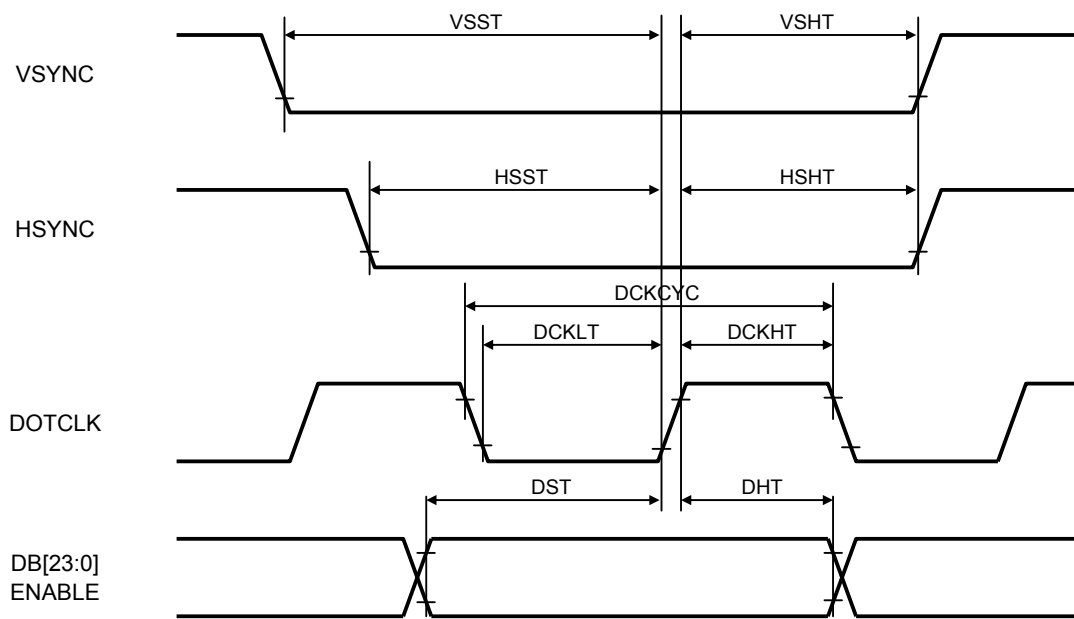 VSST VSHT
VSYNC
HSST HSHT
HSYNC
DCKCYC
DCKLT DCKHT
DOTCLK
DST DHT
DB[23:0]
ENABLE